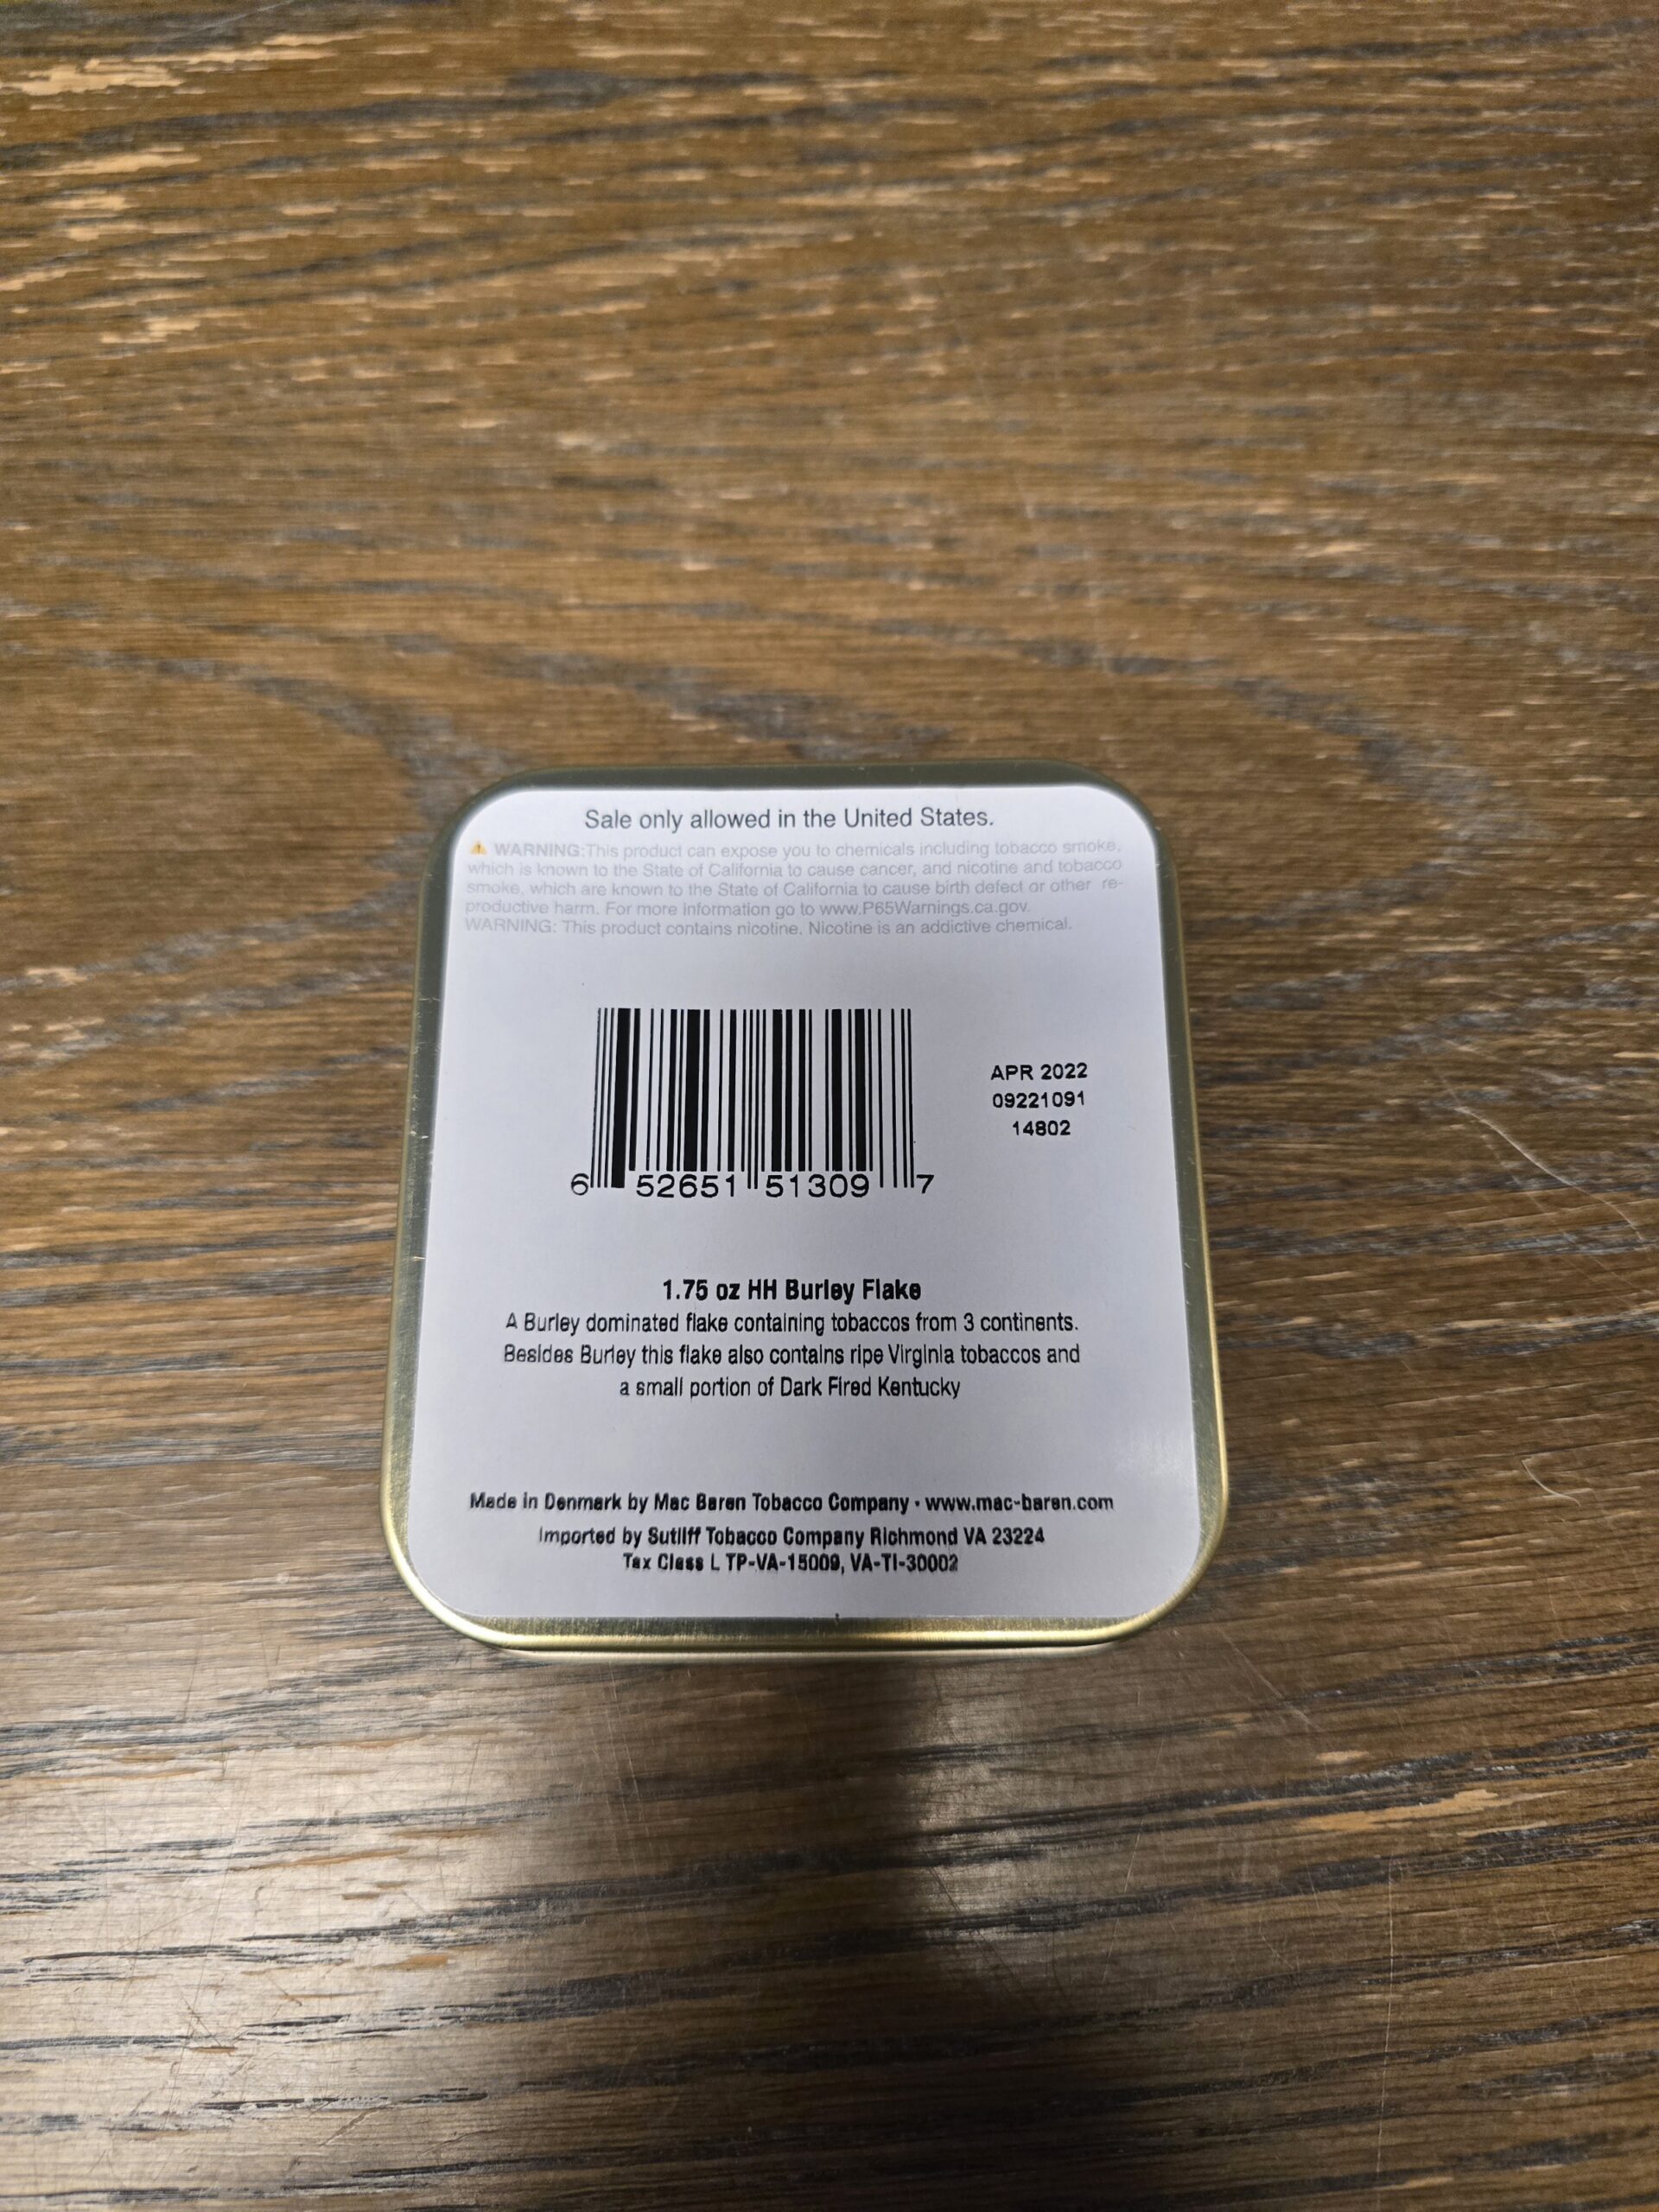 Sale only allowed in the United States.
⚠ WARNING:This product can expose you to chemicals including tobacco smoke,
which is known to the State of California to cause cancer, and nicotine and tobacco
smoke, which are known to the State of California to cause birth defect or other re-
productive harm. For more information go to www.P65Warnings.ca.gov.
WARNING: This product contains nicotine. Nicotine is an addictive chemical.
APR 2022
09221091
14802
6 52651 51309 7
1.75 oz HH Burley Flake
A Burley dominated flake containing tobaccos from 3 continents.
Besides Burley this flake also contains ripe Virginia tobaccos and
a small portion of Dark Fired Kentucky
Made in Denmark by Mac Baren Tobacco Company • www.mac-baren.com
Imported by Sutliff Tobacco Company Richmond VA 23224
Tax Class L TP-VA-15009, VA-TI-30002